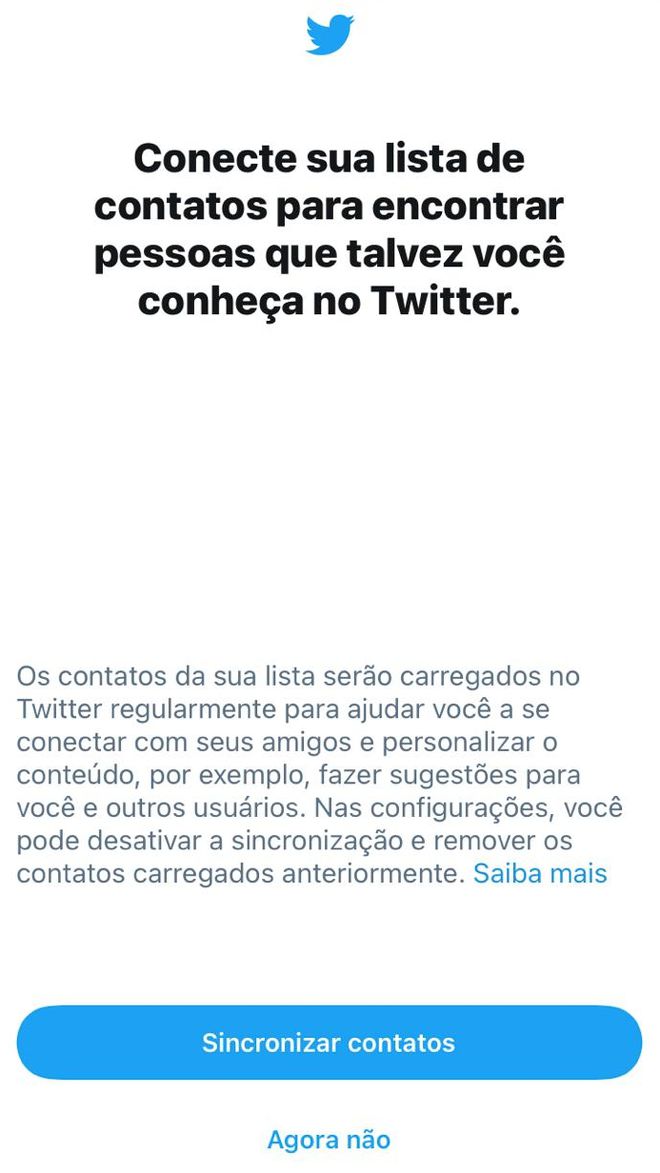 Conecte sua lista de
contatos para encontrar
pessoas que talvez você
conheça no Twitter.
Os contatos da sua lista serão carregados no
Twitter regularmente para ajudar você a se
conectar com seus amigos e personalizar o
conteúdo, por exemplo, fazer sugestões para
você e outros usuários. Nas configurações, você
pode desativar a sincronização e remover os
contatos carregados anteriormente. Saiba mais
Sincronizar contatos
Agora não